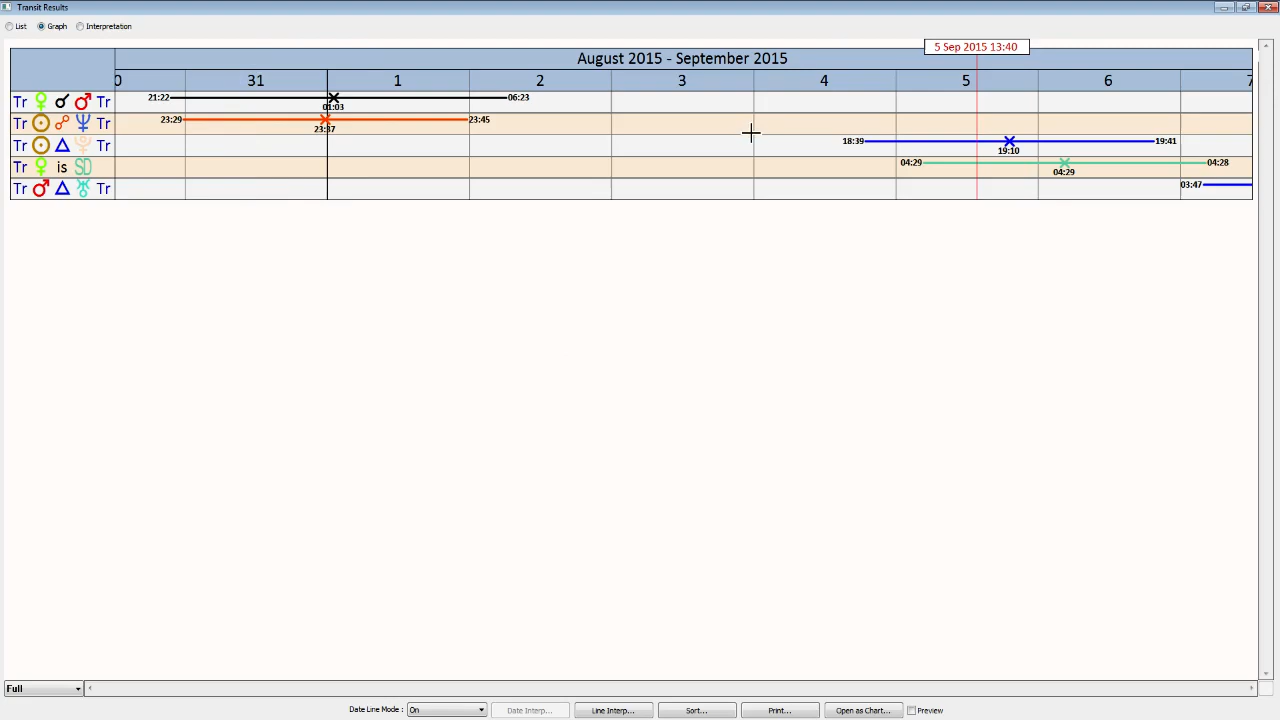 Transit Results
List Graph Interpretation
5 Sep 2015 13:40
August 2015 - September 2015
0 31 1 2 3 4 5 6 7
Tr ♀ ☌ ♂ Tr 21:22 01:03 06:23
Tr ☉ ☍ ♆ Tr 23:29 23:37 23:45
Tr ☉ △ Tr 18:39 19:10 19:41
Tr ♀ is SD 04:29 04:29 04:28
Tr ♂ △ ♅ Tr 03:47
Full
Date Line Mode : On Date Interp... Line Interp... Sort... Print... Open as Chart... Preview